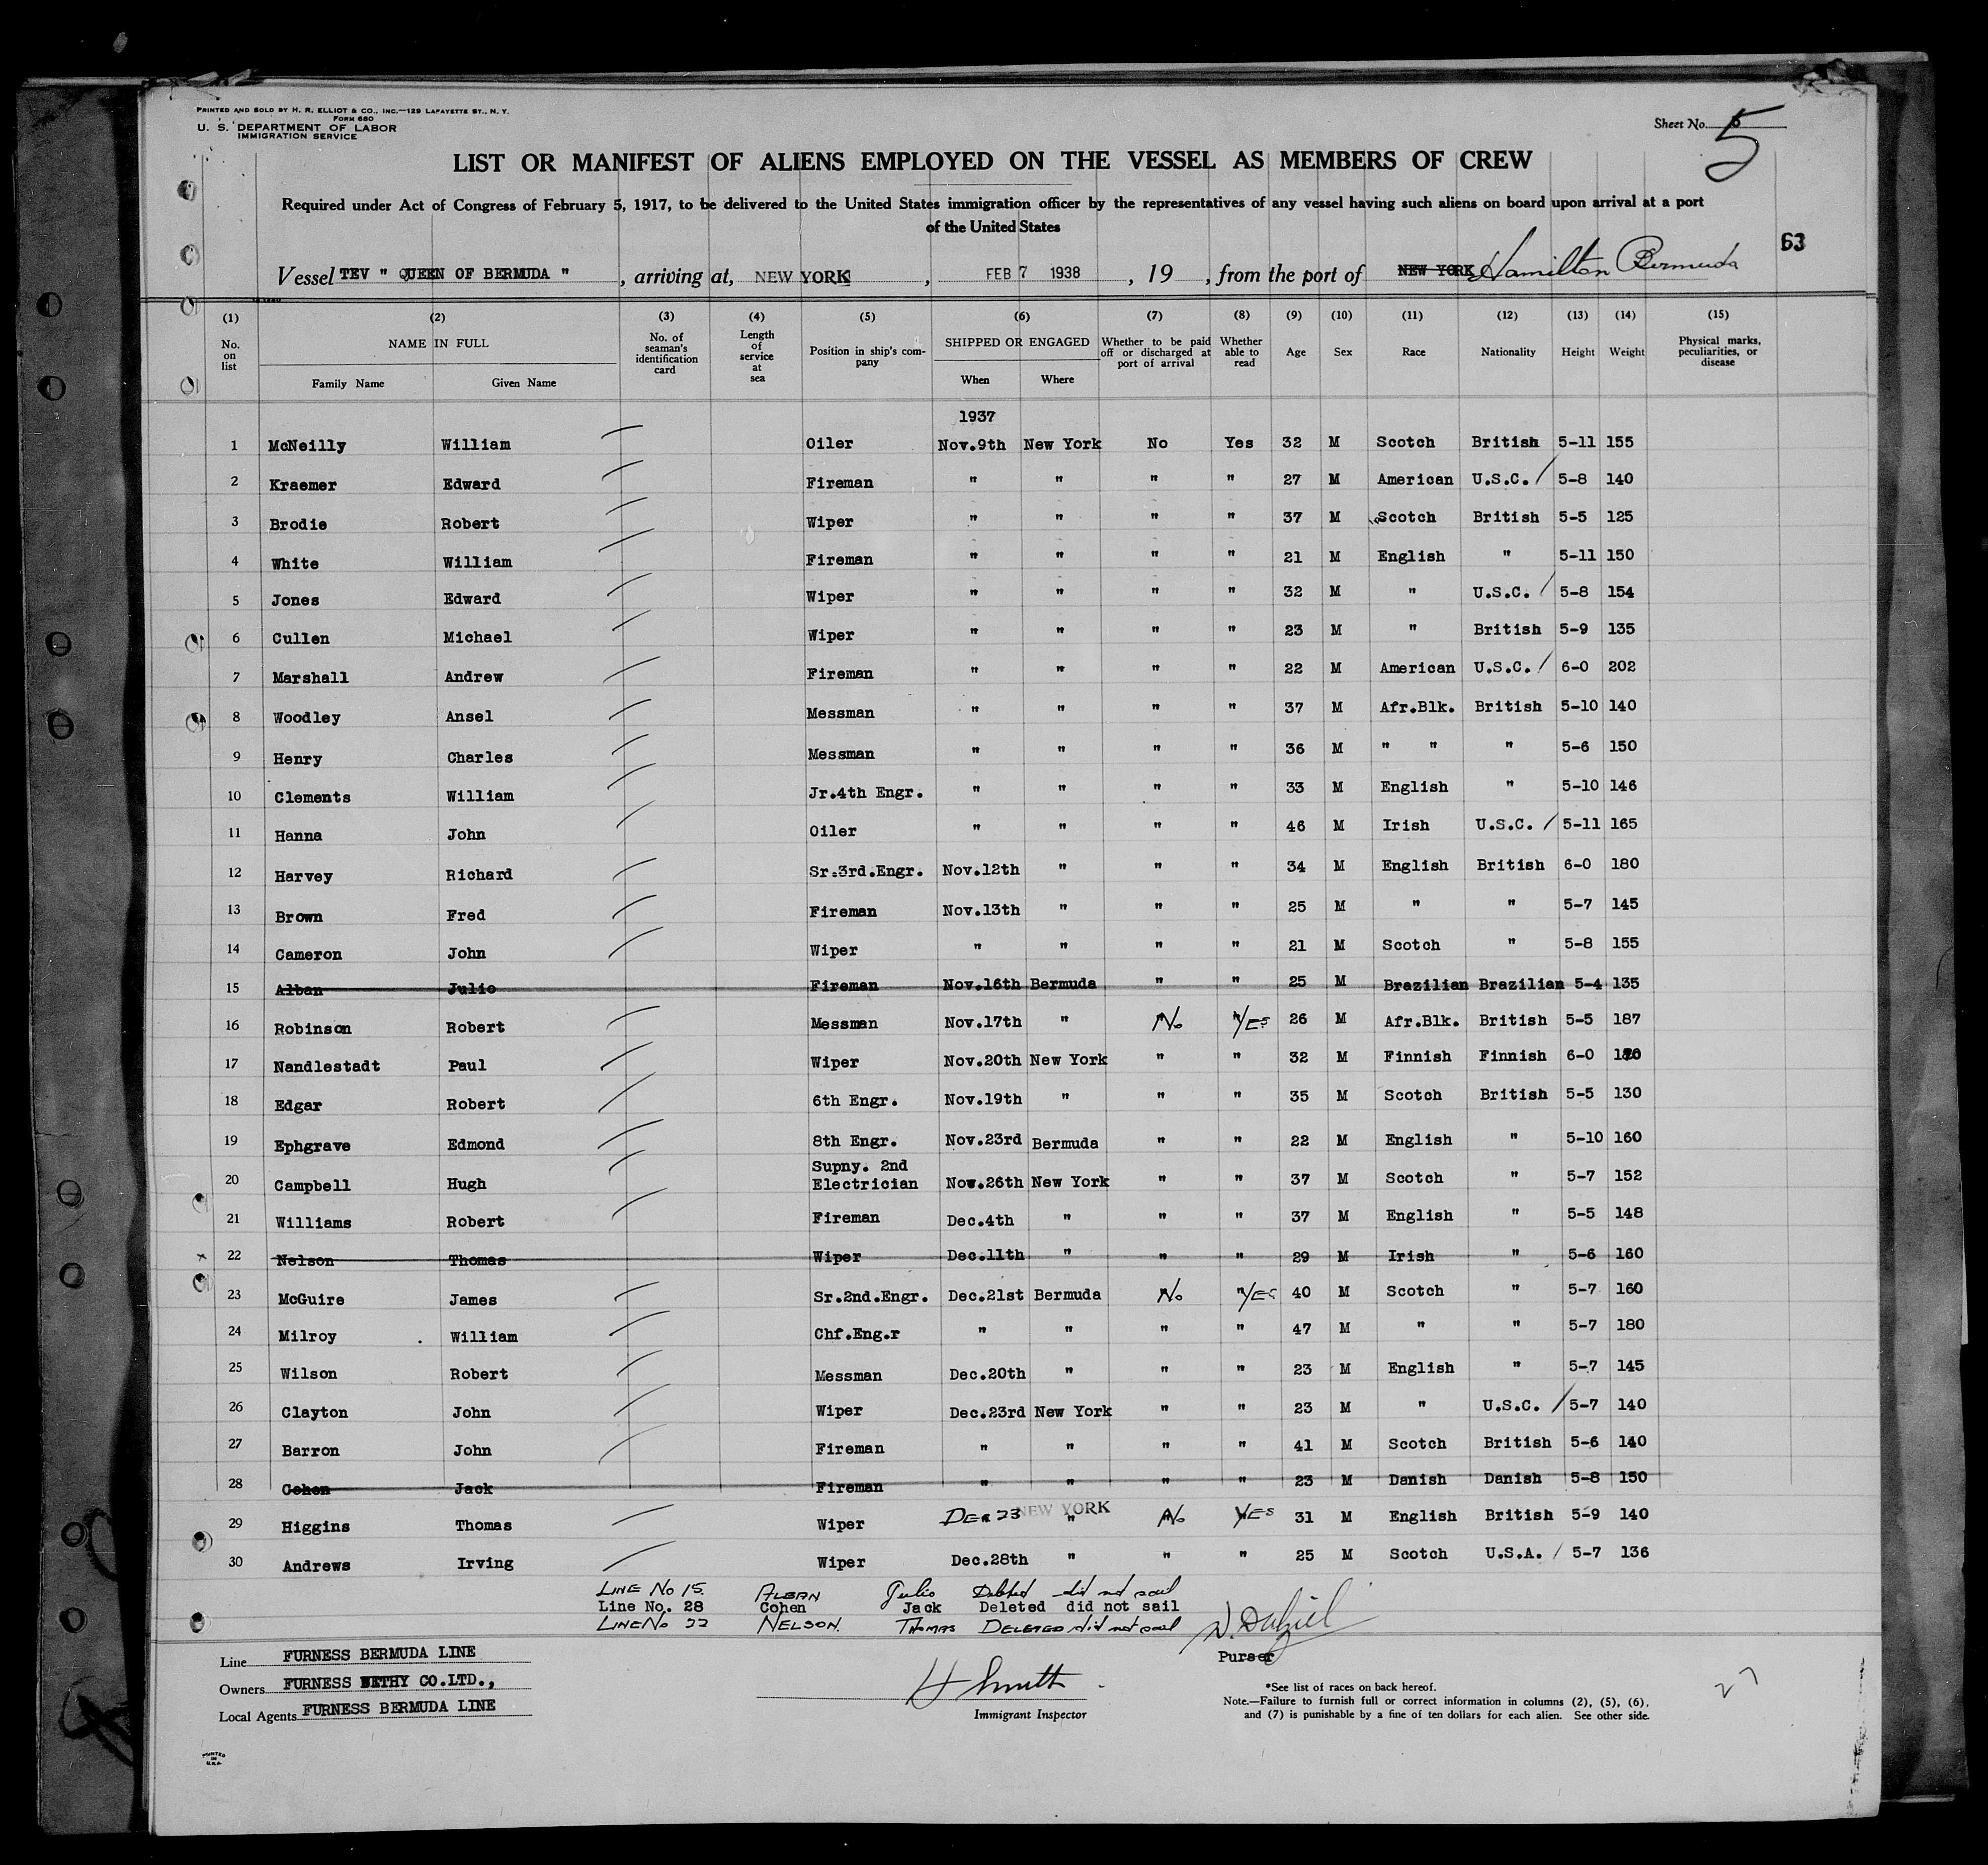 PRINTED AND SOLD BY H. R. ELLIOT & CO., INC.—129 LAFAYETTE ST., N. Y.
FORM 680
U. S. DEPARTMENT OF LABOR
IMMIGRATION SERVICE
Sheet No. 5
LIST OR MANIFEST OF ALIENS EMPLOYED ON THE VESSEL AS MEMBERS OF CREW
Required under Act of Congress of February 5, 1917, to be delivered to the United States immigration officer by the representatives of any vessel having such aliens on board upon arrival at a port
of the United States
63
Vessel TEV " QUEEN OF BERMUDA " , arriving at, NEW YORK , FEB 7 1938 , 19 , from the port of NEW YORK Hamilton Bermuda
(1) (2) (3) (4) (5) (6) (7) (8) (9) (10) (11) (12) (13) (14) (15)
No. on list NAME IN FULL Family Name Given Name No. of seaman's identification card Length of service at sea Position in ship's company SHIPPED OR ENGAGED When Where Whether to be paid off or discharged at port of arrival Whether able to read Age Sex Race Nationality Height Weight Physical marks, peculiarities, or disease
1937
1 McNeilly William Oiler Nov.9th New York No Yes 32 M Scotch British 5-11 155
2 Kraemer Edward Fireman " " " " 27 M American U.S.C. / 5-8 140
3 Brodie Robert Wiper " " " " 37 M Scotch British 5-5 125
4 White William Fireman " " " " 21 M English " 5-11 150
5 Jones Edward Wiper " " " " 32 M " U.S.C. / 5-8 154
6 Cullen Michael Wiper " " " " 23 M " British 5-9 135
7 Marshall Andrew Fireman " " " " 22 M American U.S.C. / 6-0 202
8 Woodley Ansel Messman " " " " 37 M Afr.Blk. British 5-10 140
9 Henry Charles Messman " " " " 36 M " " " 5-6 150
10 Clements William Jr.4th Engr. " " " " 33 M English " 5-10 146
11 Hanna John Oiler " " " " 46 M Irish U.S.C. / 5-11 165
12 Harvey Richard Sr.3rd.Engr. Nov.12th " " " 34 M English British 6-0 180
13 Brown Fred Fireman Nov.13th " " " 25 M " " 5-7 145
14 Cameron John Wiper " " " " 21 M Scotch " 5-8 155
15 Alban Julio Fireman Nov.16th Bermuda " " 25 M Brazilian Brazilian 5-4 135
16 Robinson Robert Messman Nov.17th " No YES 26 M Afr.Blk. British 5-5 187
17 Nandlestadt Paul Wiper Nov.20th New York " " 32 M Finnish Finnish 6-0
18 Edgar Robert 6th Engr. Nov.19th " " " 35 M Scotch British 5-5 130
19 Ephgrave Edmond 8th Engr. Nov.23rd Bermuda " " 22 M English " 5-10 160
20 Campbell Hugh Supny. 2nd Electrician Nov.26th New York " " 37 M Scotch " 5-7 152
21 Williams Robert Fireman Dec.4th " " " 37 M English " 5-5 148
22 Nelson Thomas Wiper Dec.11th " " " 29 M Irish " 5-6 160
23 McGuire James Sr.2nd.Engr. Dec.21st Bermuda No YES 40 M Scotch " 5-7 160
24 Milroy William Chf.Eng.r " " " " 47 M " " 5-7 180
25 Wilson Robert Messman Dec.20th " " " 23 M English " 5-7 145
26 Clayton John Wiper Dec.23rd New York " " 23 M " U.S.C. / 5-7 140
27 Barron John Fireman " " " " 41 M Scotch British 5-6 140
28 Cohen Jack Fireman " " " " 23 M Danish Danish 5-8 150
29 Higgins Thomas Wiper DEC 23 NEW YORK " No YES 31 M English British 5-9 140
30 Andrews Irving Wiper Dec.28th " " " 25 M Scotch U.S.A. / 5-7 136
LINE No 15. ALBAN Julio Deleted did not sail
Line No. 28 Cohen Jack Deleted did not sail
LINE No 22 NELSON. THOMAS DELETED did not sail
Purser
Line FURNESS BERMUDA LINE
Owners FURNESS WITHY CO.LTD.,
Local Agents FURNESS BERMUDA LINE
H Smith
Immigrant Inspector
*See list of races on back hereof.
Note.—Failure to furnish full or correct information in columns (2), (5), (6), and (7) is punishable by a fine of ten dollars for each alien. See other side.
27
PRINTED IN U.S.A.